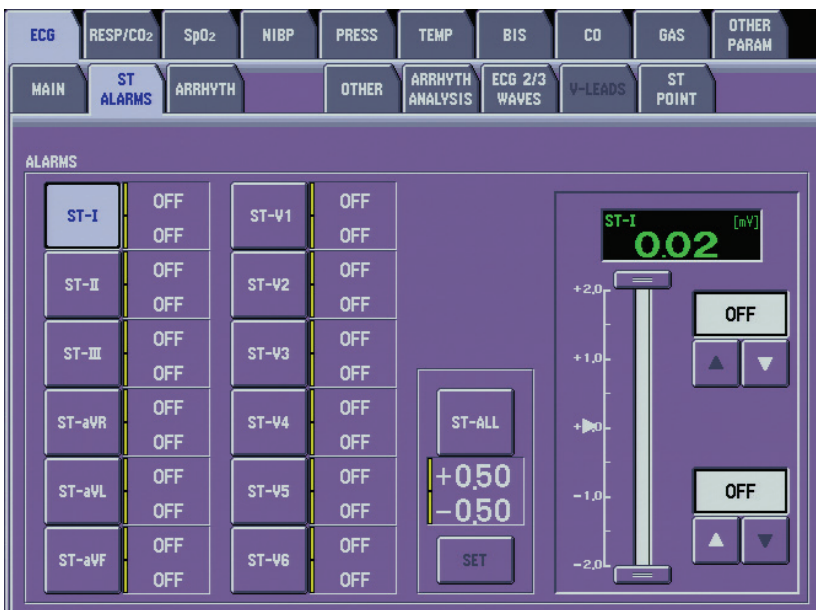 ECG RESP/CO2 SpO2 NIBP PRESS TEMP BIS CO GAS OTHER PARAM
MAIN ST ALARMS ARRHYTH OTHER ARRHYTH ANALYSIS ECG 2/3 WAVES V-LEADS ST POINT
ALARMS
ST-I OFF OFF
ST-II OFF OFF
ST-III OFF OFF
ST-aVR OFF OFF
ST-aVL OFF OFF
ST-aVF OFF OFF
ST-V1 OFF OFF
ST-V2 OFF OFF
ST-V3 OFF OFF
ST-V4 OFF OFF
ST-V5 OFF OFF
ST-V6 OFF OFF
ST-ALL
+0.50
-0.50
SET
ST-I [mV]
0.02
+2.0
+1.0
-1.0
-2.0
OFF
OFF